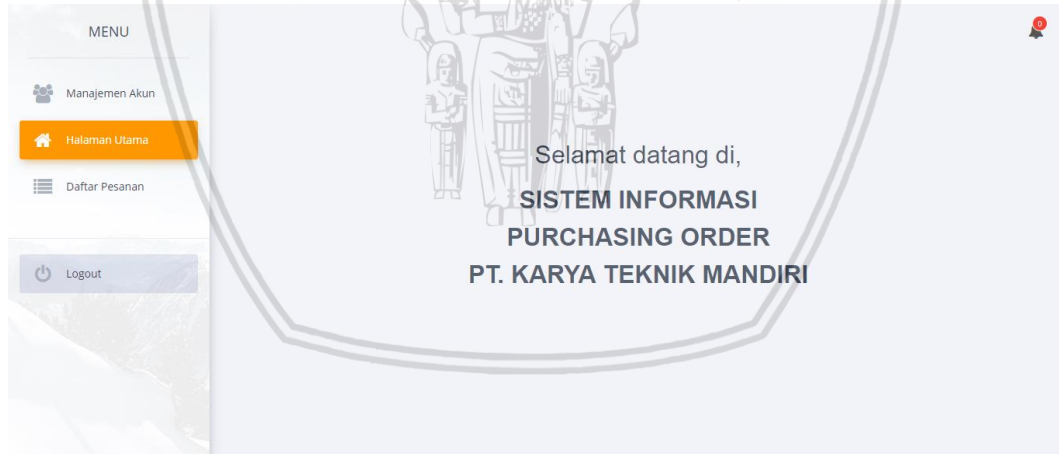 MENU
Manajemen Akun
Halaman Utama
Daftar Pesanan
Logout
0
Selamat datang di,
SISTEM INFORMASI
PURCHASING ORDER
PT. KARYA TEKNIK MANDIRI